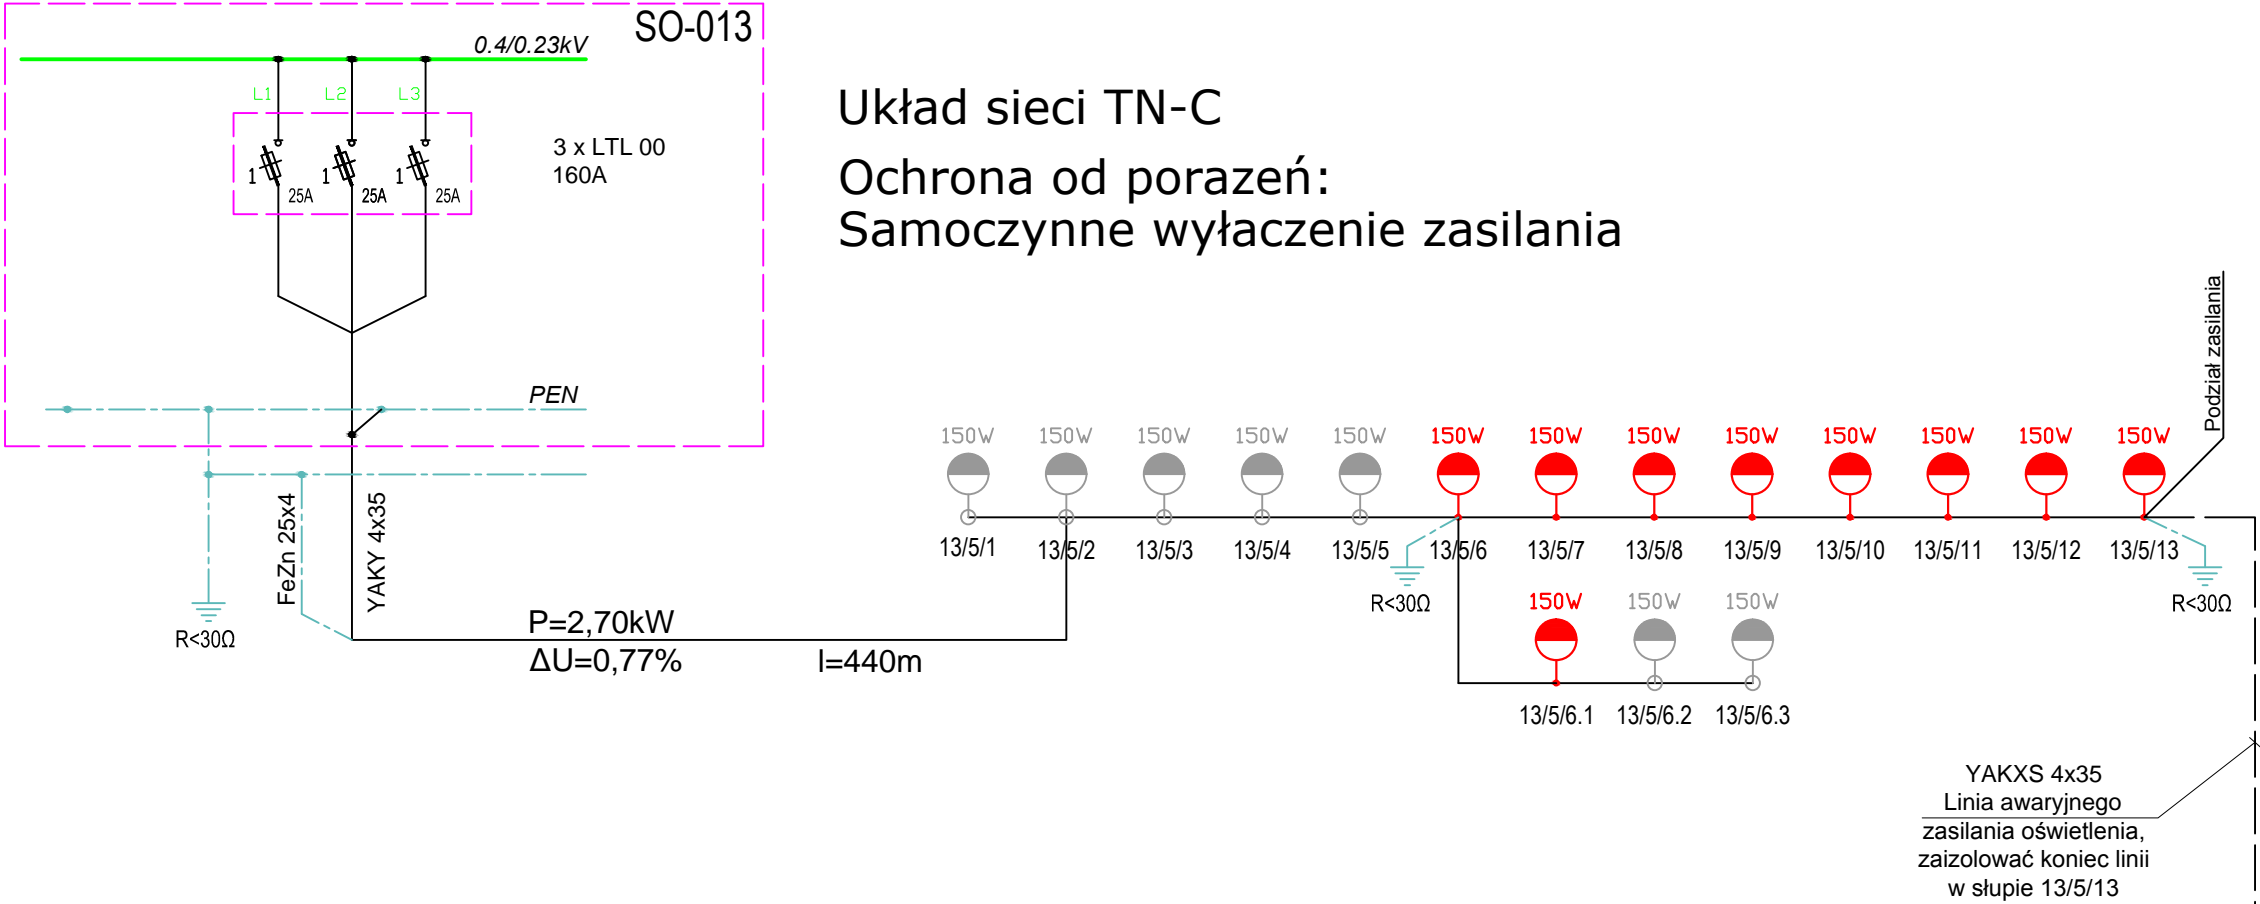 SO-013
0.4/0.23kV
L1
L2
L3
3 x LTL 00
160A
1
1
1
25A
25A
25A
Układ sieci TN-C
Ochrona od porazeń:
Samoczynne wyłaczenie zasilania
PEN
FeZn 25x4
YAKY 4x35
R<30Ω
P=2,70kW
ΔU=0,77%
l=440m
Podział zasilania
150W
150W
150W
150W
150W
150W
150W
150W
150W
150W
150W
150W
150W
13/5/1
13/5/2
13/5/3
13/5/4
13/5/5
13/5/6
13/5/7
13/5/8
13/5/9
13/5/10
13/5/11
13/5/12
13/5/13
R<30Ω
R<30Ω
150W
150W
150W
13/5/6.1
13/5/6.2
13/5/6.3
YAKXS 4x35
Linia awaryjnego
zasilania oświetlenia,
zaizolować koniec linii
w słupie 13/5/13